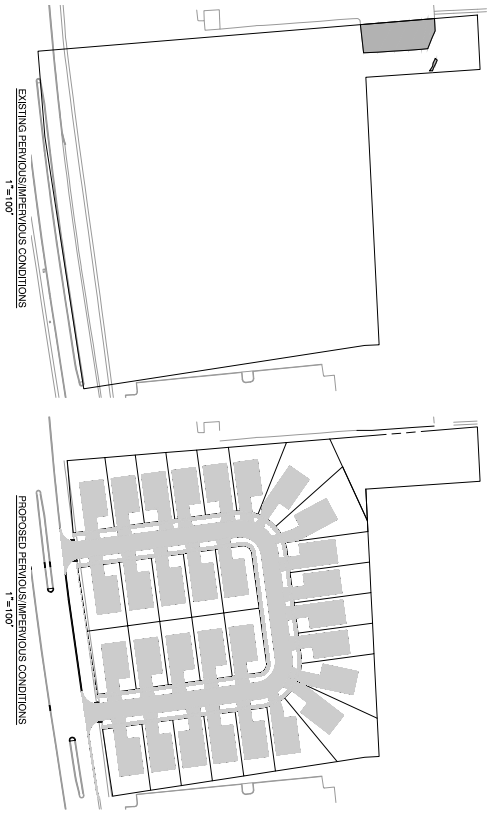 EXISTING PERVIOUS/IMPERVIOUS CONDITIONS
1"=100'
PROPOSED PERVIOUS/IMPERVIOUS CONDITIONS
1"=100'